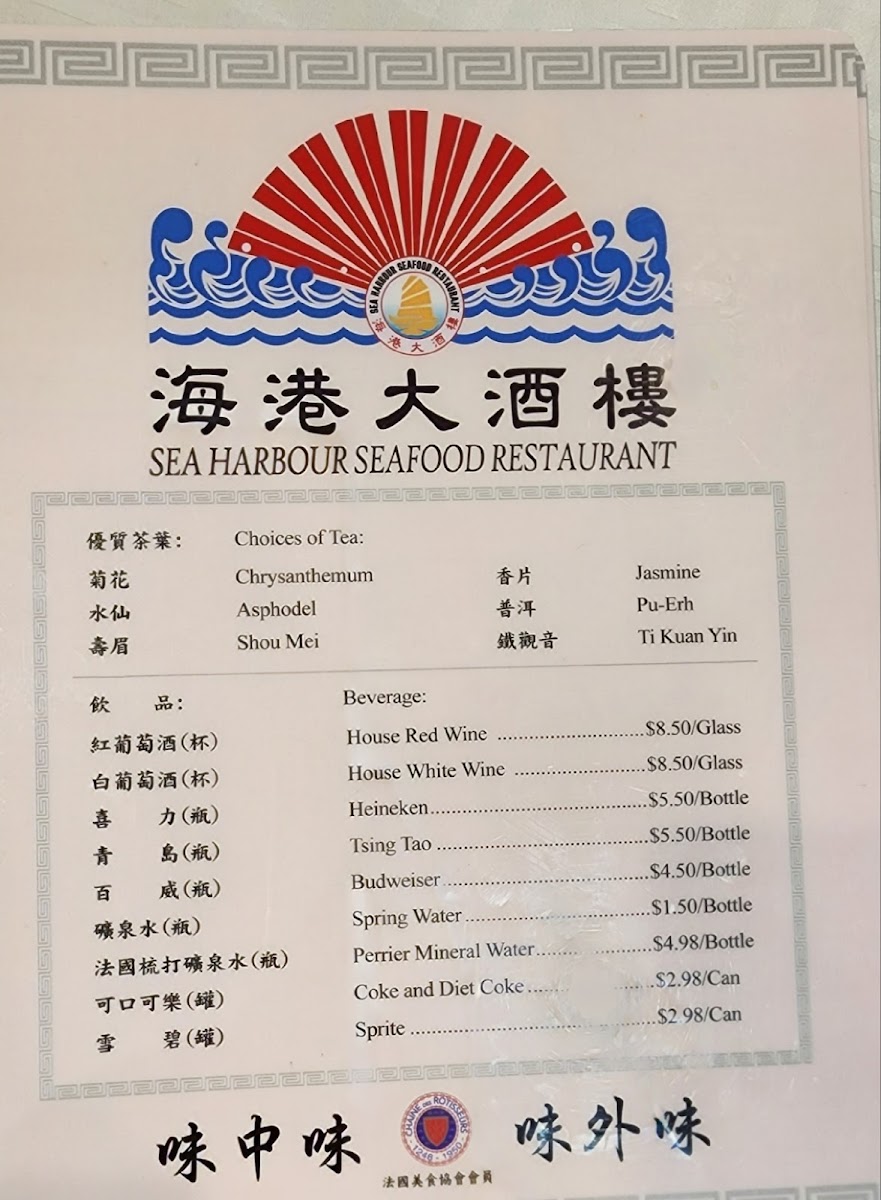 SEA HARBOUR SEAFOOD RESTAURANT
海港大酒樓
海港大酒樓
SEA HARBOUR SEAFOOD RESTAURANT
優質茶葉: Choices of Tea:
菊花 Chrysanthemum 香片 Jasmine
水仙 Asphodel 普洱 Pu-Erh
壽眉 Shou Mei 鐵觀音 Ti Kuan Yin
飲 品: Beverage:
紅葡萄酒(杯) House Red Wine ........................$8.50/Glass
白葡萄酒(杯) House White Wine .....................$8.50/Glass
喜 力(瓶) Heineken...................................$5.50/Bottle
青 島(瓶) Tsing Tao ..................................$5.50/Bottle
百 威(瓶) Budweiser.................................$4.50/Bottle
礦泉水(瓶) Spring Water..............................$1.50/Bottle
法國梳打礦泉水(瓶) Perrier Mineral Water...................$4.98/Bottle
可口可樂(罐) Coke and Diet Coke....... ......$2.98/Can
雪 碧(罐) Sprite .......................................$2.98/Can
味中味 味外味
CHAINE DES ROTISSEURS
1248 - 1950
法國美食協會會員